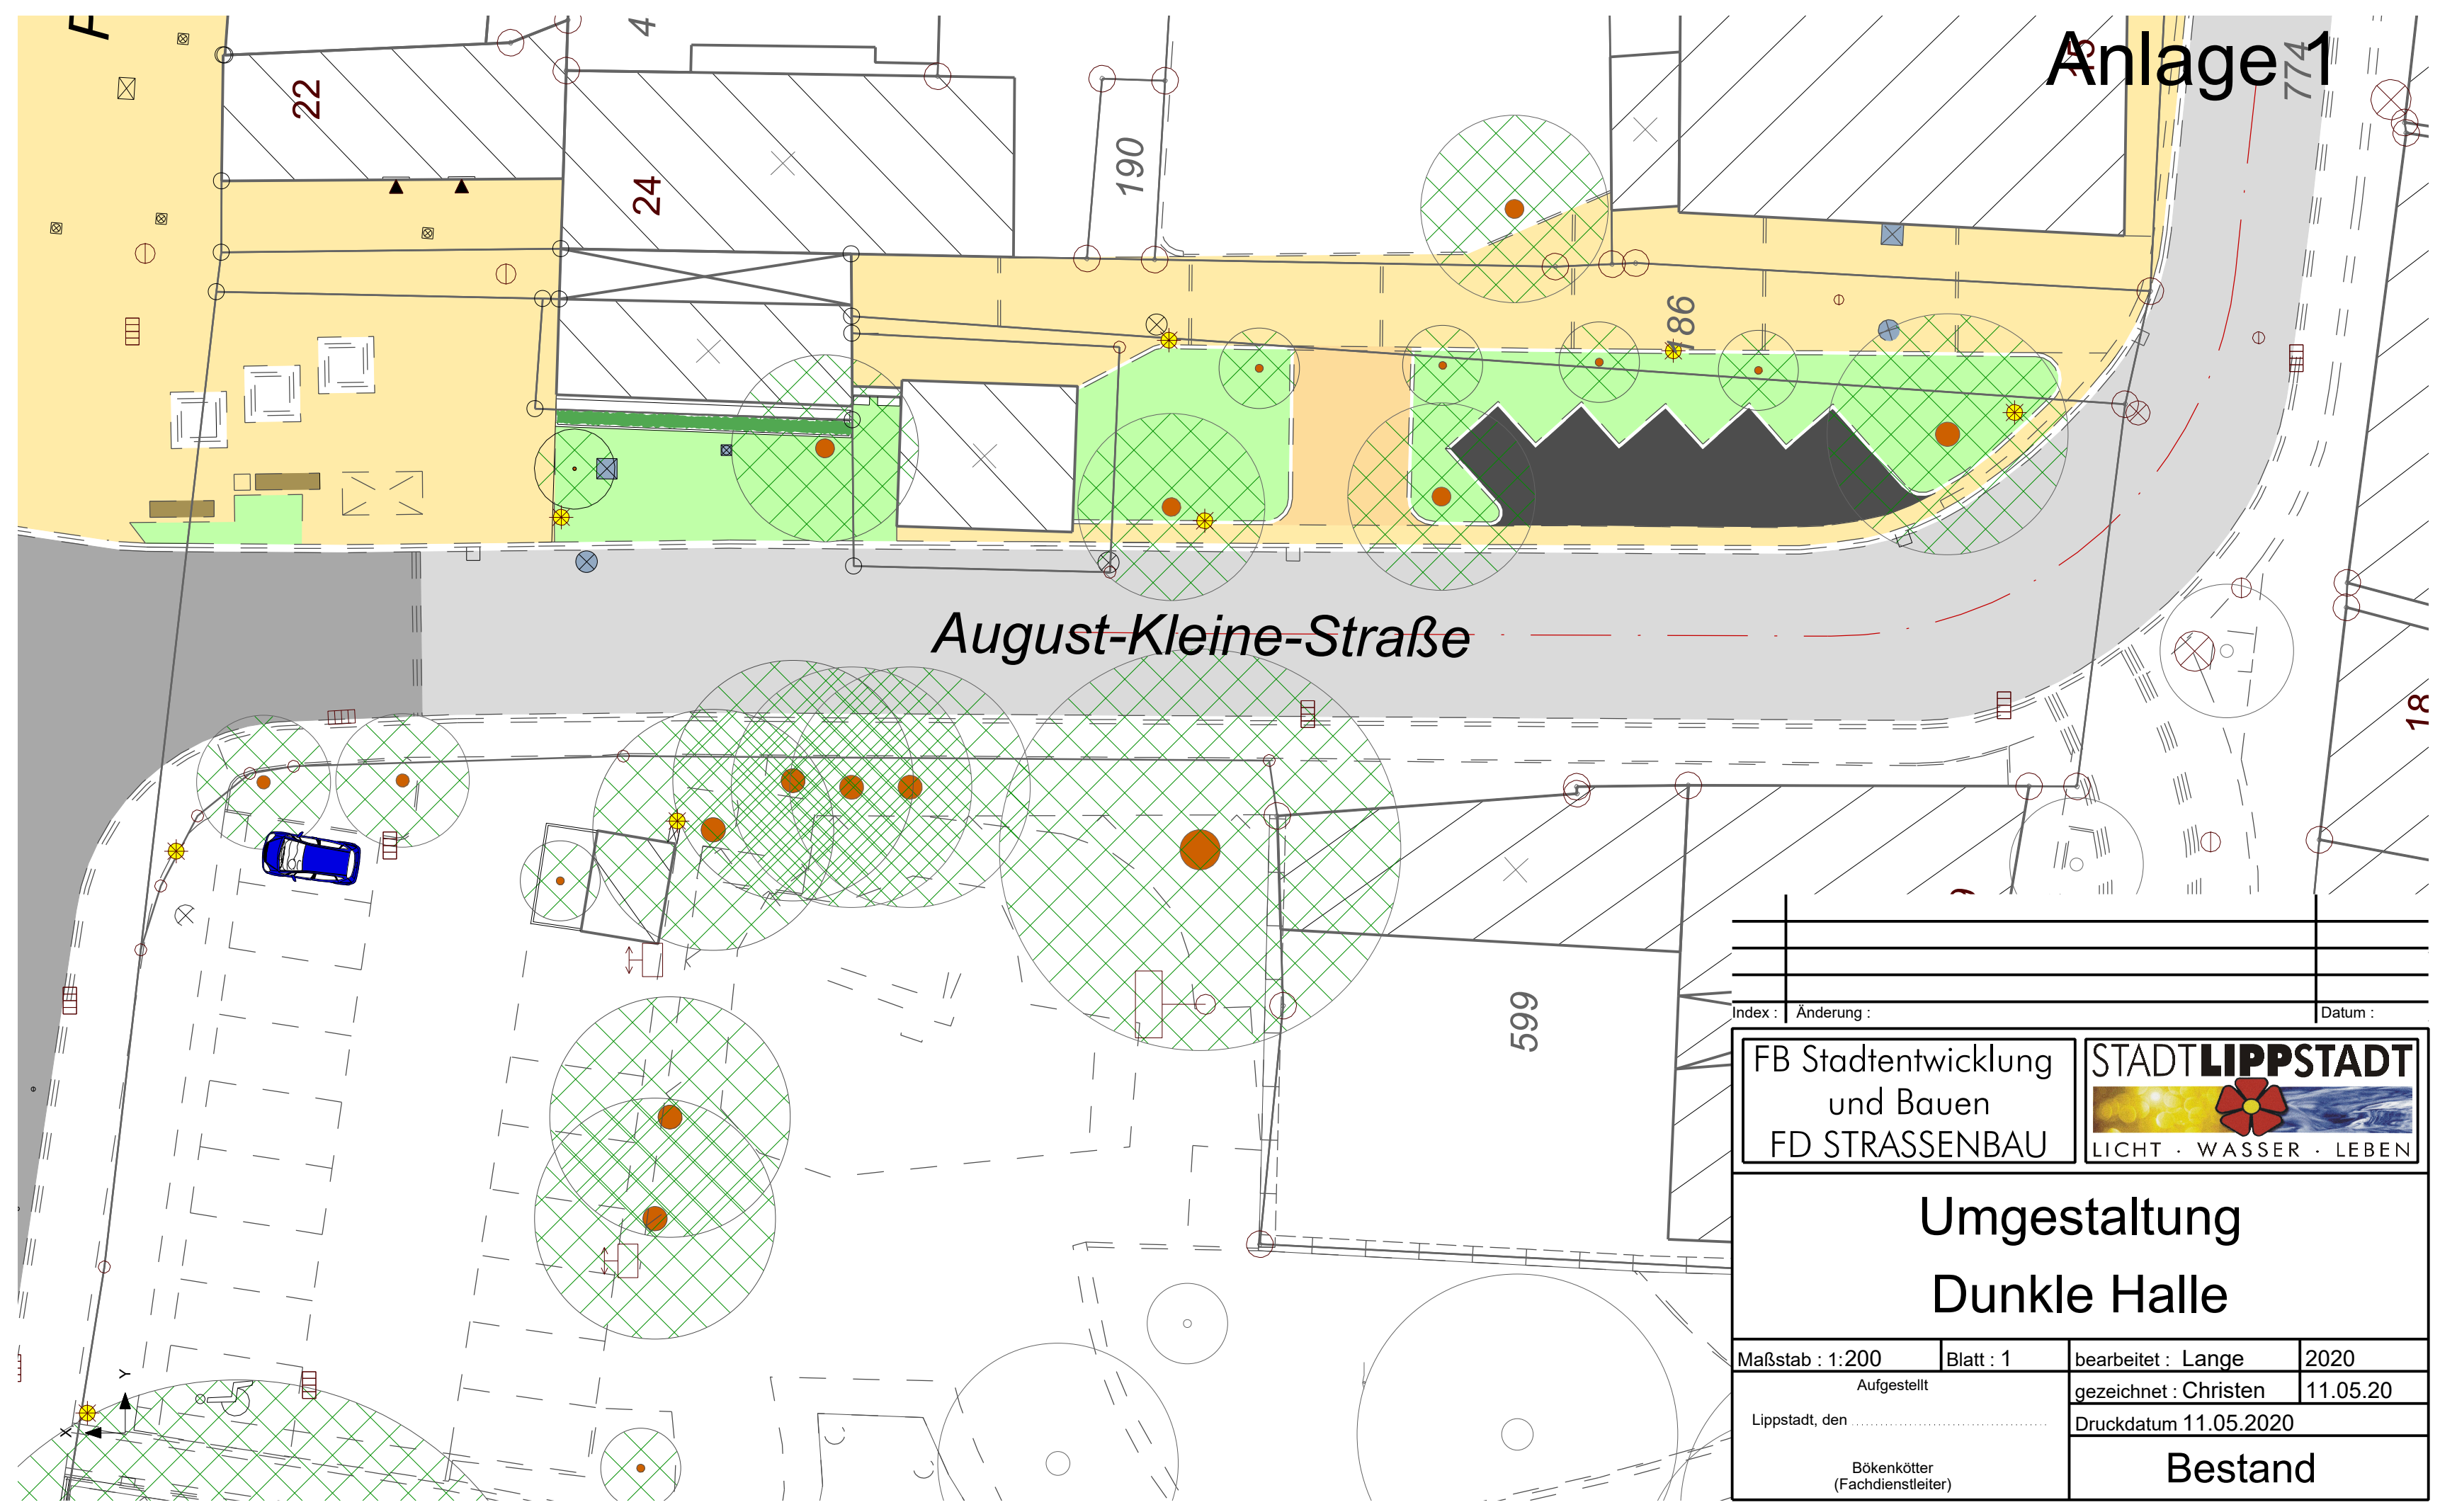 Anlage 1
15
774
22
4
24
190
186
August-Kleine-Straße
18
599
Y
X
Index :
Änderung :
Datum :
FB Stadtentwicklung
und Bauen
FD STRASSENBAU
STADTLIPPSTADT
LICHT · WASSER · LEBEN
Umgestaltung
Dunkle Halle
Maßstab : 1:200
Blatt : 1
bearbeitet : Lange
2020
Aufgestellt
gezeichnet : Christen
11.05.20
Lippstadt, den
Druckdatum 11.05.2020
Bökenkötter
(Fachdienstleiter)
Bestand